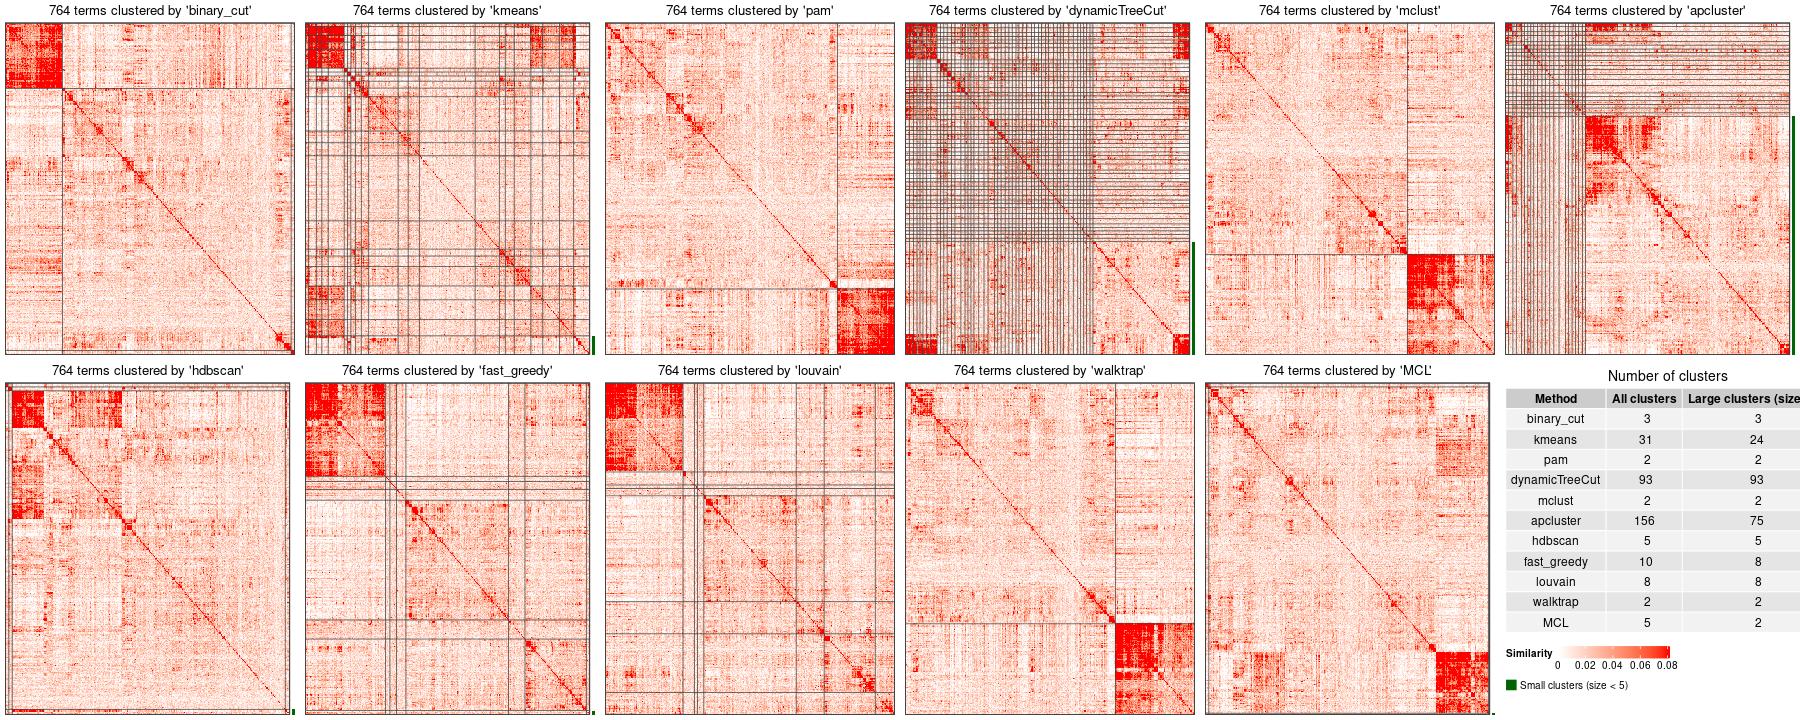 764 terms clustered by 'binary_cut'
764 terms clustered by 'kmeans'
764 terms clustered by 'pam'
764 terms clustered by 'dynamicTreeCut'
764 terms clustered by 'mclust'
764 terms clustered by 'apcluster'
764 terms clustered by 'hdbscan'
764 terms clustered by 'fast_greedy'
764 terms clustered by 'louvain'
764 terms clustered by 'walktrap'
764 terms clustered by 'MCL'
Number of clusters
Method All clusters Large clusters (size
binary_cut 3 3
kmeans 31 24
pam 2 2
dynamicTreeCut 93 93
mclust 2 2
apcluster 156 75
hdbscan 5 5
fast_greedy 10 8
louvain 8 8
walktrap 2 2
MCL 5 2
Similarity
0 0.02 0.04 0.06 0.08
Small clusters (size < 5)